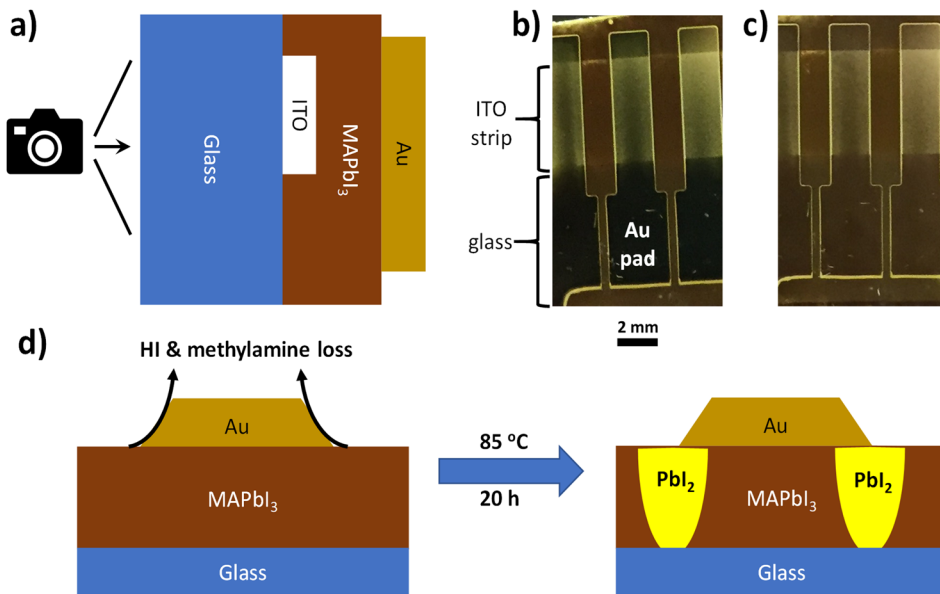 a)
Glass
ITO
MAPbI₃
Au
b)
c)
ITO
strip
glass
Au
pad
2 mm
d)
HI & methylamine loss
Au
MAPbI₃
Glass
85 ºC
20 h
Au
PbI₂
PbI₂
MAPbI₃
Glass